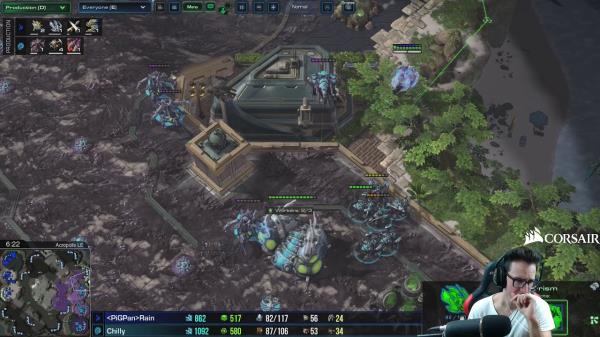 Production (D)
Everyone (E)
Normal
PRODUCTION
CORSAIR
6:22
Acropolis LE
rism
<PiGPan>Rain 862 517 82/117 56 24
Chilly 1092 580 87/106 53 34